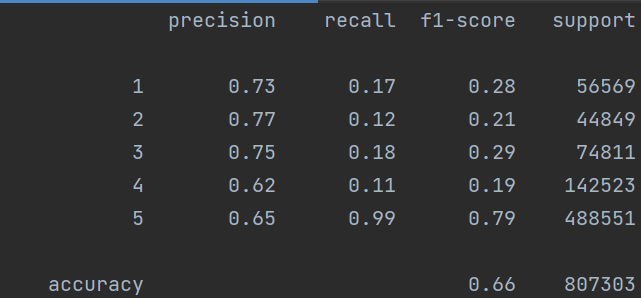 precision recall f1-score support
1 0.73 0.17 0.28 56569
2 0.77 0.12 0.21 44849
3 0.75 0.18 0.29 74811
4 0.62 0.11 0.19 142523
5 0.65 0.99 0.79 488551
accuracy 0.66 807303